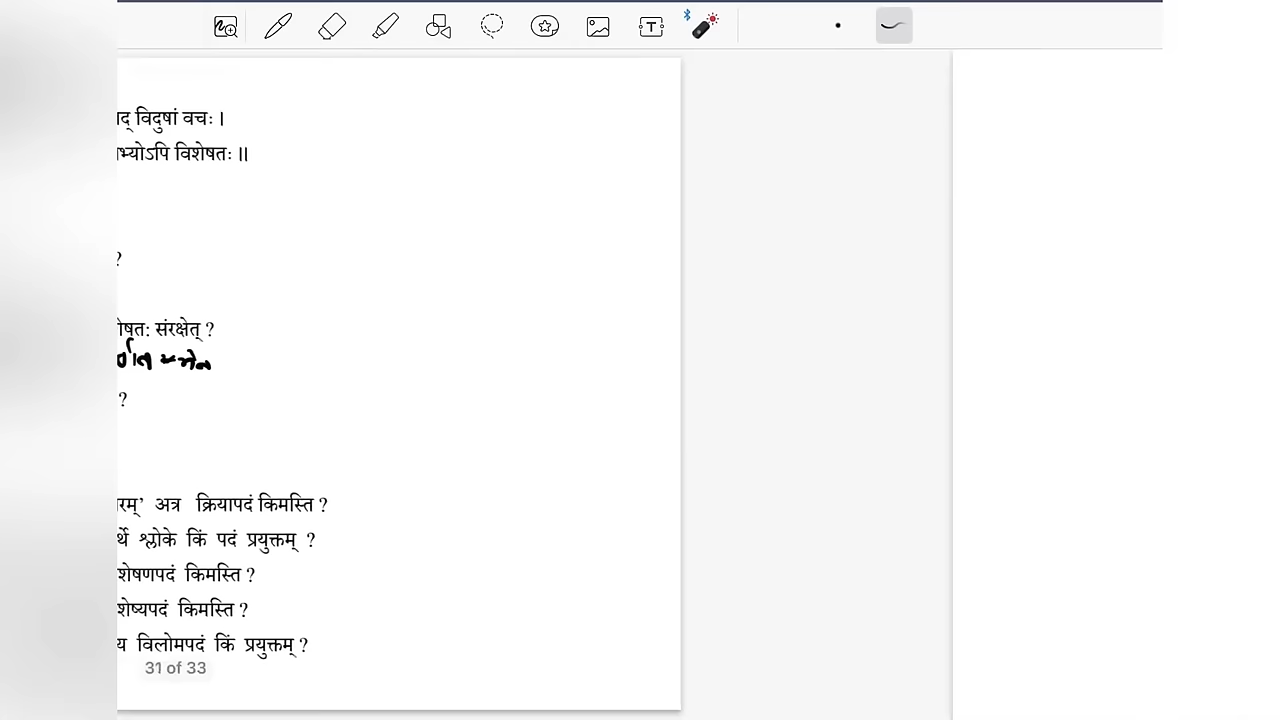 द् विदुषां वचः ।
भ्योऽपि विशेषतः ॥
?
षत: संरक्षेत् ?
?
रम्' अत्र क्रियापदं किमस्ति ?
र्थे श्लोके किं पदं प्रयुक्तम् ?
शेषणपदं किमस्ति ?
शेष्यपदं किमस्ति ?
य विलोमपदं किं प्रयुक्तम् ?
31 of 33